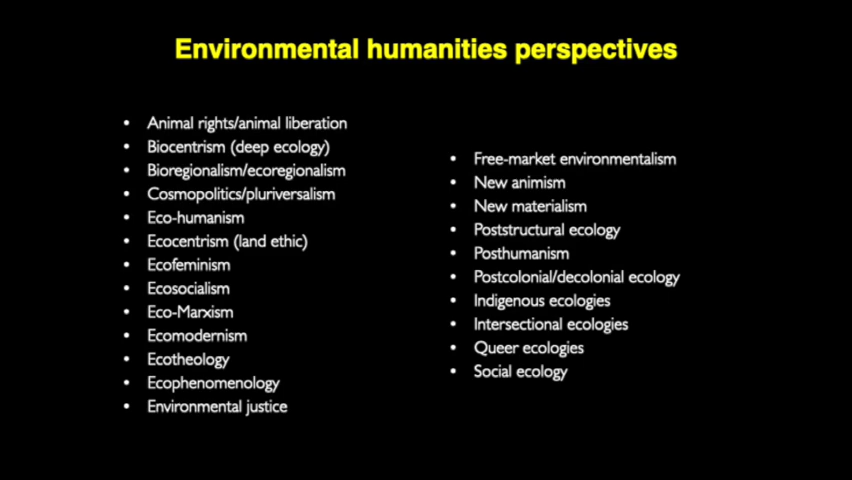 Environmental humanities perspectives
• Animal rights/animal liberation
• Biocentrism (deep ecology)
• Bioregionalism/ecoregionalism
• Cosmopolitics/pluriversalism
• Eco-humanism
• Ecocentrism (land ethic)
• Ecofeminism
• Ecosocialism
• Eco-Marxism
• Ecomodernism
• Ecotheology
• Ecophenomenology
• Environmental justice
• Free-market environmentalism
• New animism
• New materialism
• Poststructural ecology
• Posthumanism
• Postcolonial/decolonial ecology
• Indigenous ecologies
• Intersectional ecologies
• Queer ecologies
• Social ecology